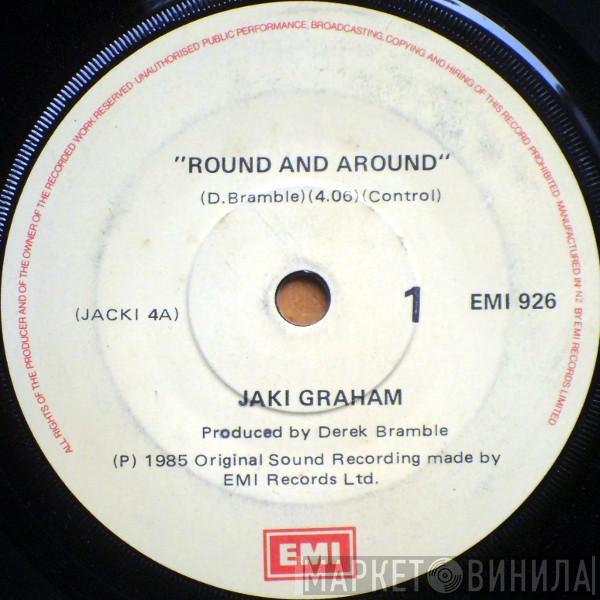 ALL RIGHTS OF THE PRODUCER AND OF THE OWNER OF THE RECORDED WORK RESERVED. UNAUTHORISED PUBLIC PERFORMANCE, BROADCASTING, COPYING AND HIRING OF THIS RECORD PROHIBITED. MANUFACTURED IN N Z BY EMI RECORDS LIMITED
"ROUND AND AROUND"
(D.Bramble)(4.06)(Control)
(JACKI 4A)
1
EMI 926
JAKI GRAHAM
Produced by Derek Bramble
(P) 1985 Original Sound Recording made by
EMI Records Ltd.
EMI
МАРКЕТ ВИНИЛА